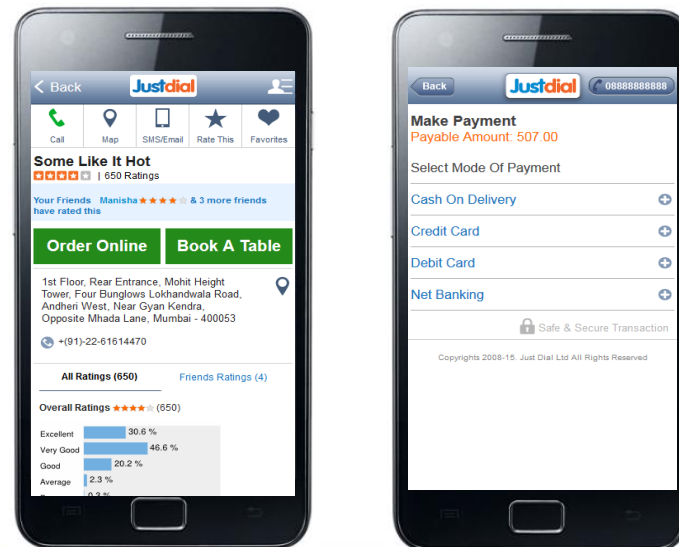 Back
Justdial
Call
Map
SMS/Email
Rate This
Favorites
Some Like It Hot
| 650 Ratings
Your Friends Manisha & 3 more friends
have rated this
Order Online
Book A Table
1st Floor, Rear Entrance, Mohit Height
Tower, Four Bunglows Lokhandwala Road,
Andheri West, Near Gyan Kendra,
Opposite Mhada Lane, Mumbai - 400053
+(91)-22-61614470
All Ratings (650)
Friends Ratings (4)
Overall Ratings (650)
Excellent 30.6 %
Very Good 46.6 %
Good 20.2 %
Average 2.3 %
0.3 %
Back
Justdial
08888888888
Make Payment
Payable Amount: 507.00
Select Mode Of Payment
Cash On Delivery
Credit Card
Debit Card
Net Banking
Safe & Secure Transaction
Copyrights 2008-15. Just Dial Ltd All Rights Reserved